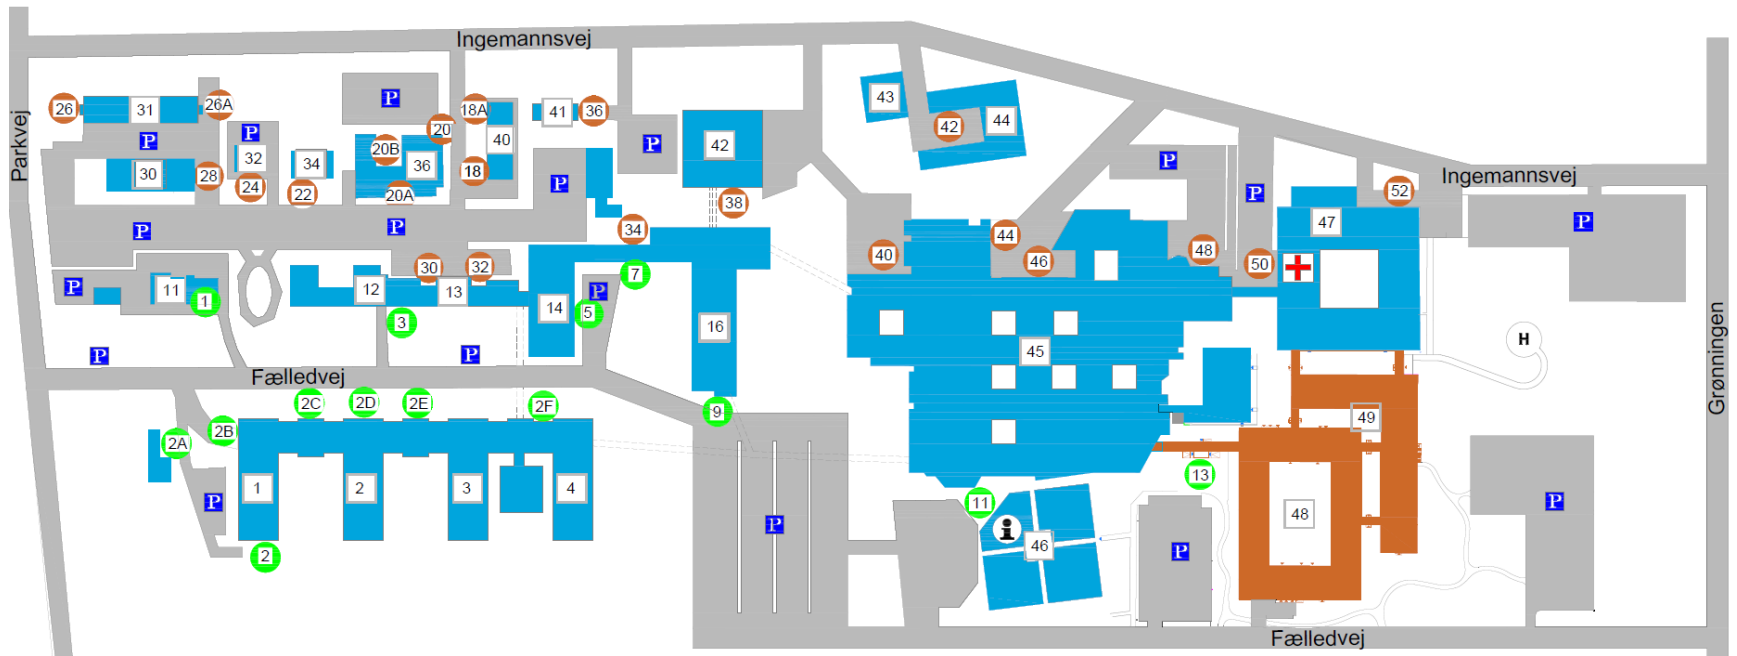 Ingemannsvej
Parkvej
26
31
26A
P
18A
41
36
43
P
32
20
20B
36
40
P
42
42
44
30
28
24
34
22
20A
18
P
38
P
P
P
34
40
44
46
48
50
P
P
47
52
Ingemannsvej
P
P
11
1
12
30
13
32
3
14
5
P
7
16
45
H
Grønningen
P
P
Fælledvej
2A
2B
2C
2D
2E
2F
9
1
2
3
4
P
2
P
11
i
46
13
P
49
48
P
Fælledvej